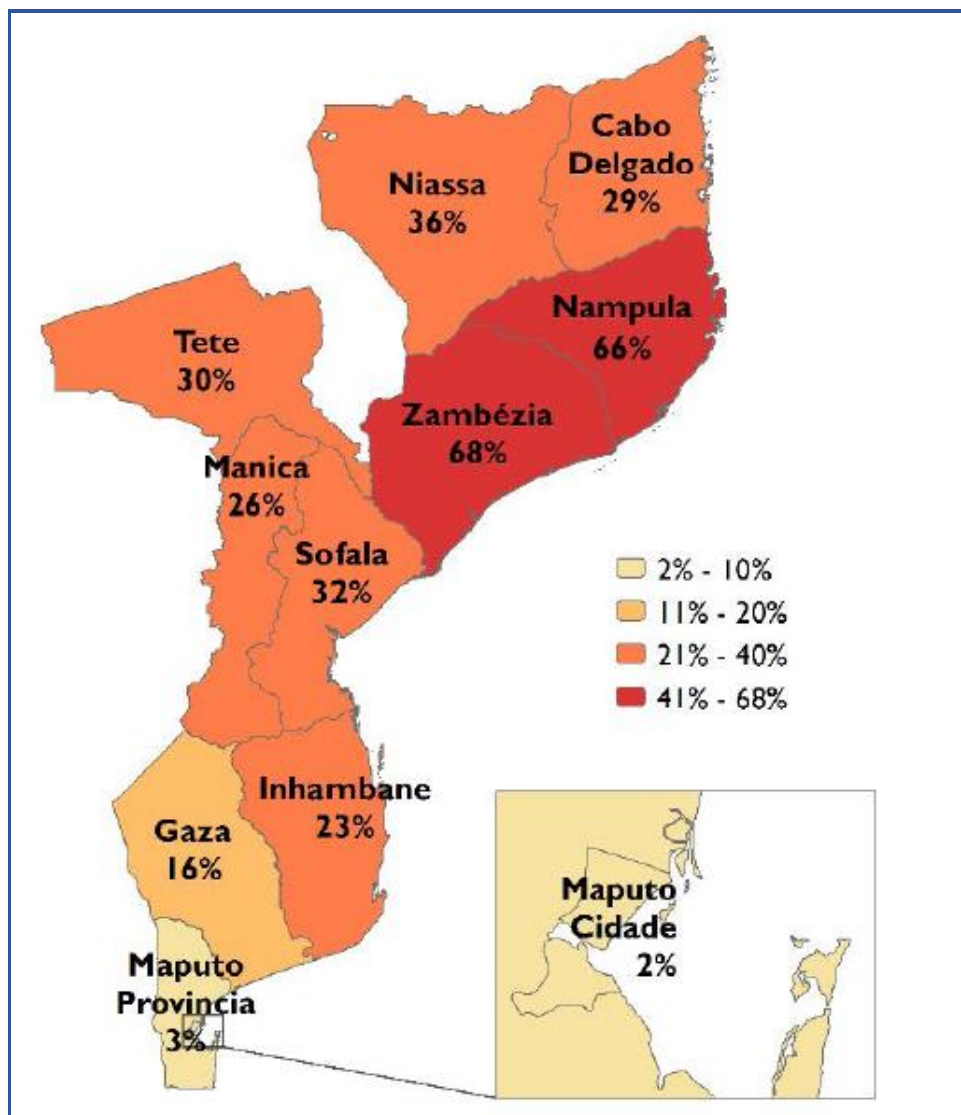 Cabo
Delgado
29%
Niassa
36%
Nampula
66%
Tete
30%
Zambézia
68%
Manica
26%
Sofala
32%
2% - 10%
11% - 20%
21% - 40%
41% - 68%
Inhambane
23%
Gaza
16%
Maputo
Cidade
2%
Maputo
Provincia
3%